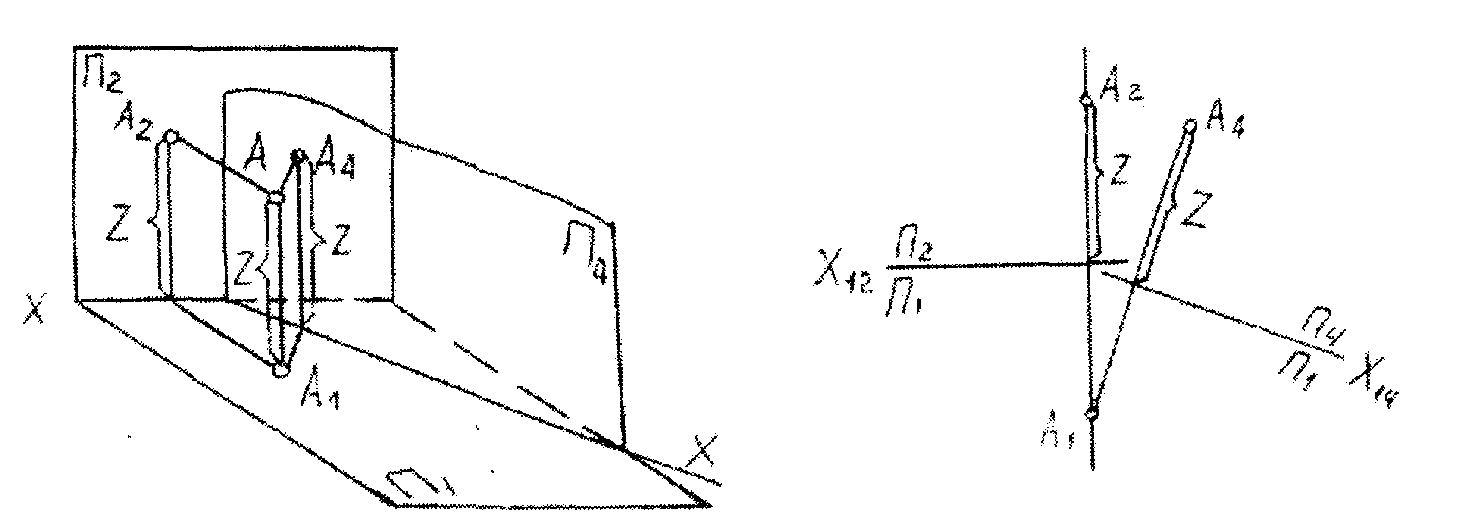 П₂
A₂
A
A₄
Z
Z
Z
П₄
X
A₁
X
П₁
A₂
A₄
Z
Z
X₁₂
П₂
П₁
П₄
П₁
X₁₄
A₁